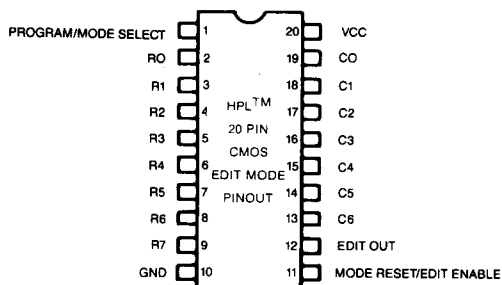 PROGRAM/MODE SELECT 1 20 VCC
RO 2 19 CO
R1 3 18 C1
R2 4 17 C2
R3 5 16 C3
R4 6 15 C4
R5 7 14 C5
R6 8 13 C6
R7 9 12 EDIT OUT
GND 10 11 MODE RESET/EDIT ENABLE
HPL™
20 PIN
CMOS
EDIT MODE
PINOUT